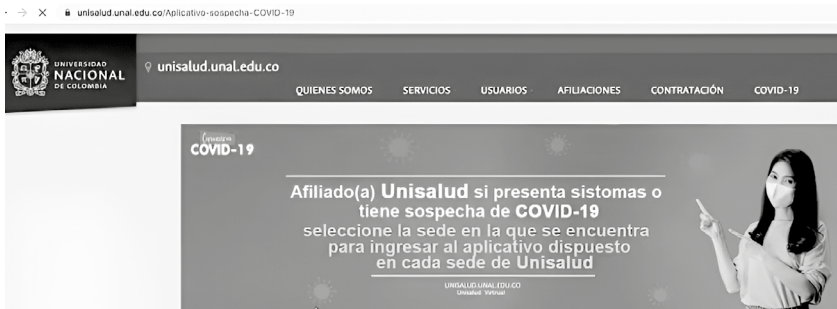 unisalud.unal.edu.co/Aplicativo-sospecha-COVID-19
UNIVERSIDAD
NACIONAL
DE COLOMBIA
unisalud.unal.edu.co
QUIENES SOMOS SERVICIOS USUARIOS AFILIACIONES CONTRATACIÓN COVID-19
COVID-19
Afiliado(a) Unisalud si presenta sistomas o
tiene sospecha de COVID-19
seleccione la sede en la que se encuentra
para ingresar al aplicativo dispuesto
en cada sede de Unisalud
UNISALUD.UNAL.EDU.CO
Unisalud Virtual